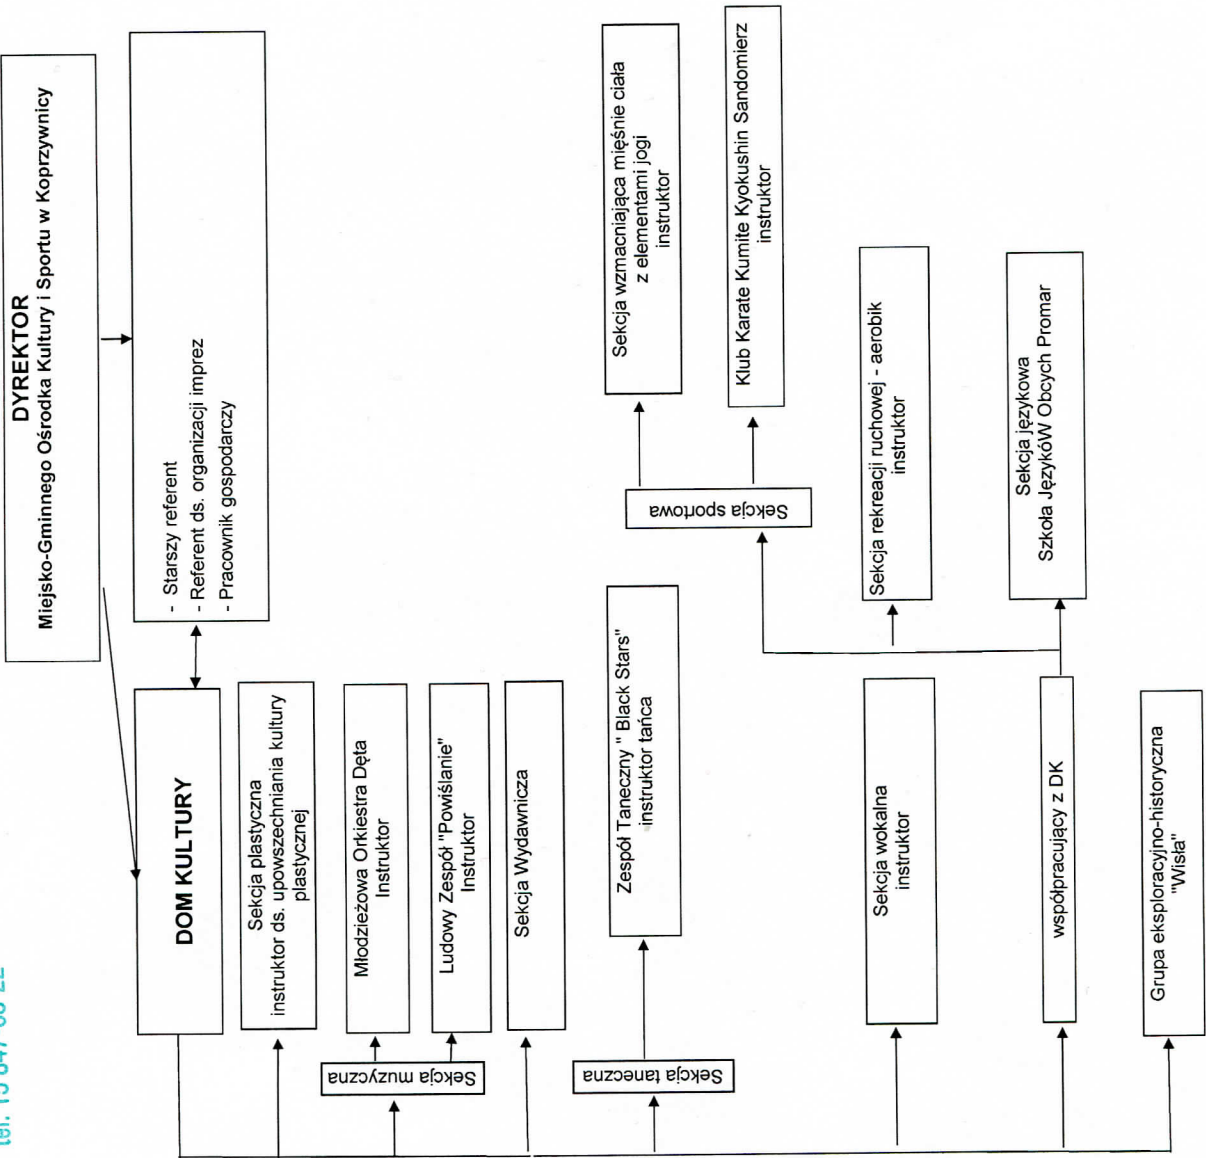 DYREKTOR
Miejsko-Gminnego Ośrodka Kultury i Sportu w Koprzywnicy
- Starszy referent
- Referent ds. organizacji imprez
- Pracownik gospodarczy
DOM KULTURY
Sekcja plastyczna
instruktor ds. upowszechniania kultury
plastycznej
Sekcja muzyczna
Młodzieżowa Orkiestra Dęta
Instruktor
Ludowy Zespół "Powiślanie"
Instruktor
Sekcja Wydawnicza
Sekcja taneczna
Zespół Taneczny " Black Stars"
instruktor tańca
Sekcja wokalna
instruktor
współpracujący z DK
Sekcja sportowa
Sekcja wzmacniająca mięśnie ciała
z elementami jogi
instruktor
Klub Karate Kumite Kyokushin Sandomierz
instruktor
Sekcja rekreacji ruchowej - aerobik
instruktor
Sekcja językowa
Szkoła JęzykóW Obcych Promar
Grupa eksploracyjno-historyczna
"Wisła"